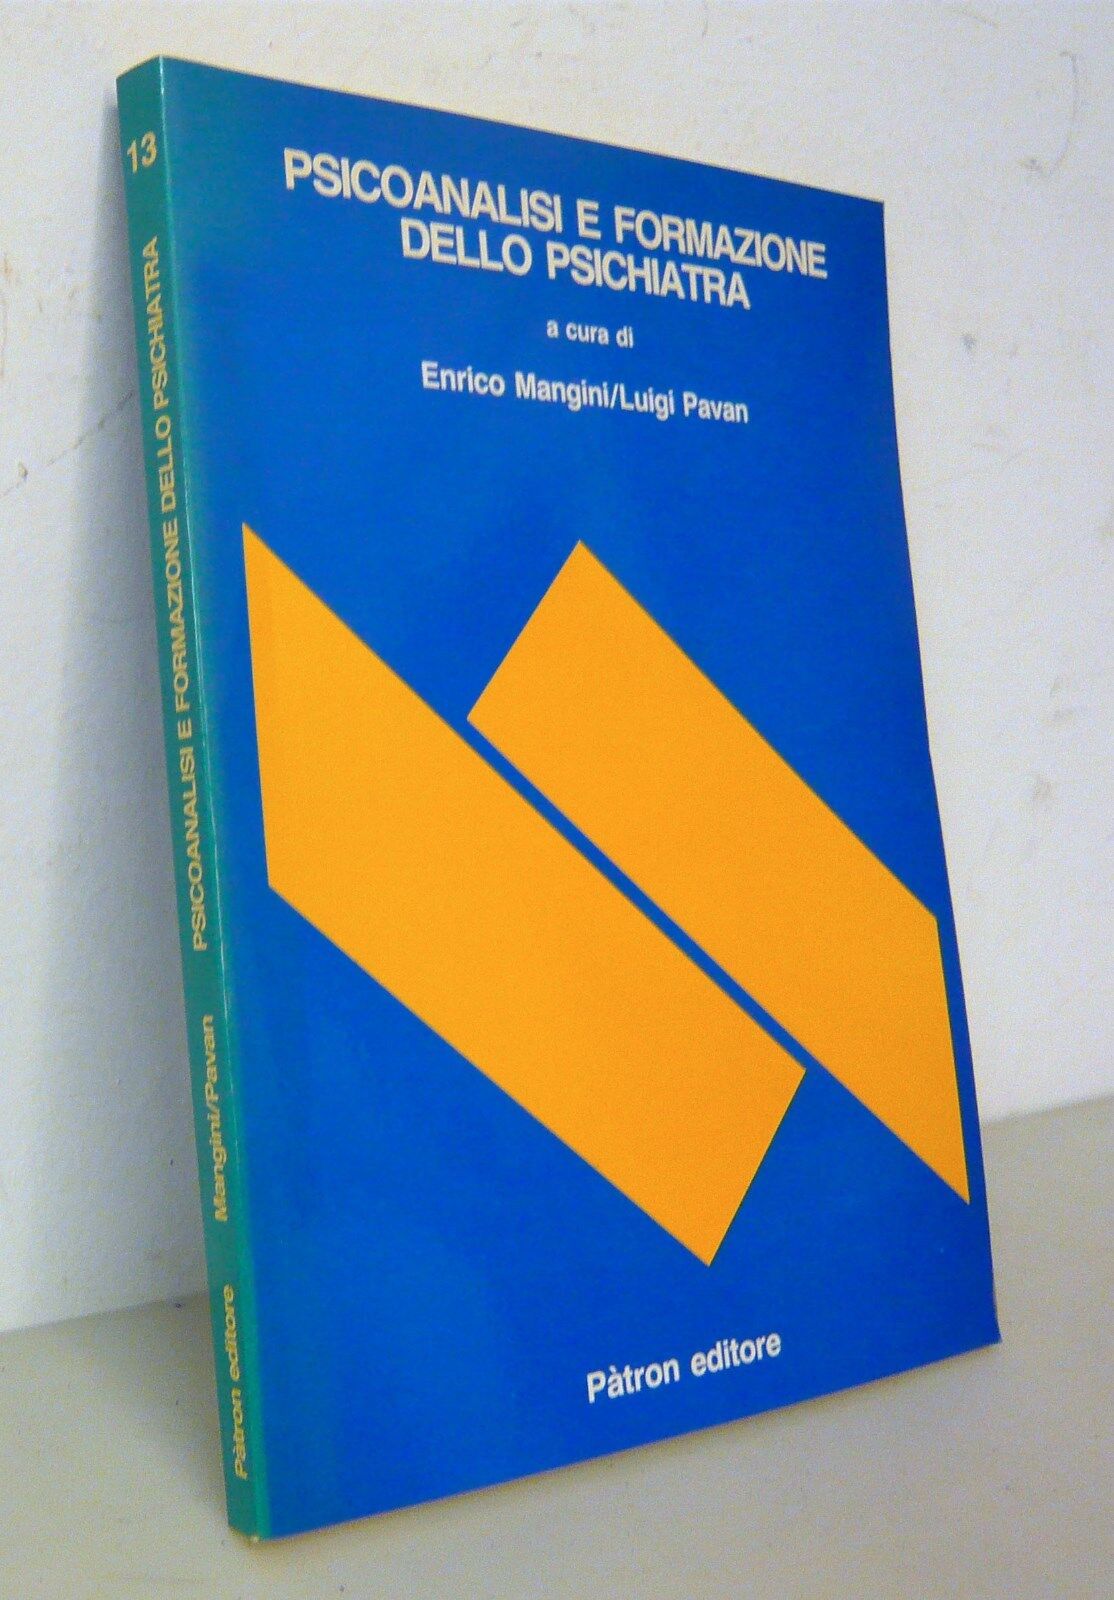 PSICOANALISI E FORMAZIONE
DELLO PSICHIATRA
a cura di
Enrico Mangini/Luigi Pavan
Pàtron editore
13
PSICOANALISI E FORMAZIONE DELLO PSICHIATRA
Mangini/Pavan
Pàtron editore